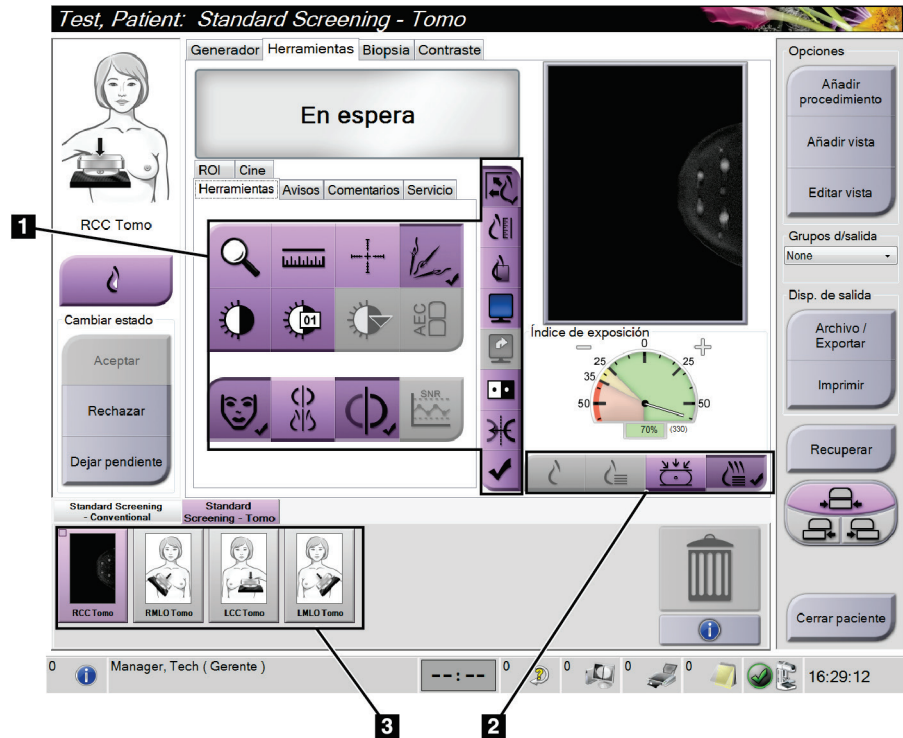 Test, Patient: Standard Screening - Tomo
Generador Herramientas Biopsia Contraste
En espera
ROI Cine
Herramientas Avisos Comentarios Servicio
RCC Tomo
1
01
AEC
SNR
Cambiar estado
Aceptar
Rechazar
Dejar pendiente
Índice de exposición
0
25 25
35
50 50
70% (330)
Opciones
Añadir
procedimiento
Añadir vista
Editar vista
Grupos d/salida
None
Disp. de salida
Archivo /
Exportar
Imprimir
Recuperar
Cerrar paciente
Standard Screening
- Conventional
Standard
Screening - Tomo
RCC Tomo
RMLO Tomo
LCC Tomo
LMLO Tomo
0 Manager, Tech ( Gerente ) --:-- 0 0 0 0 16:29:12
3 2